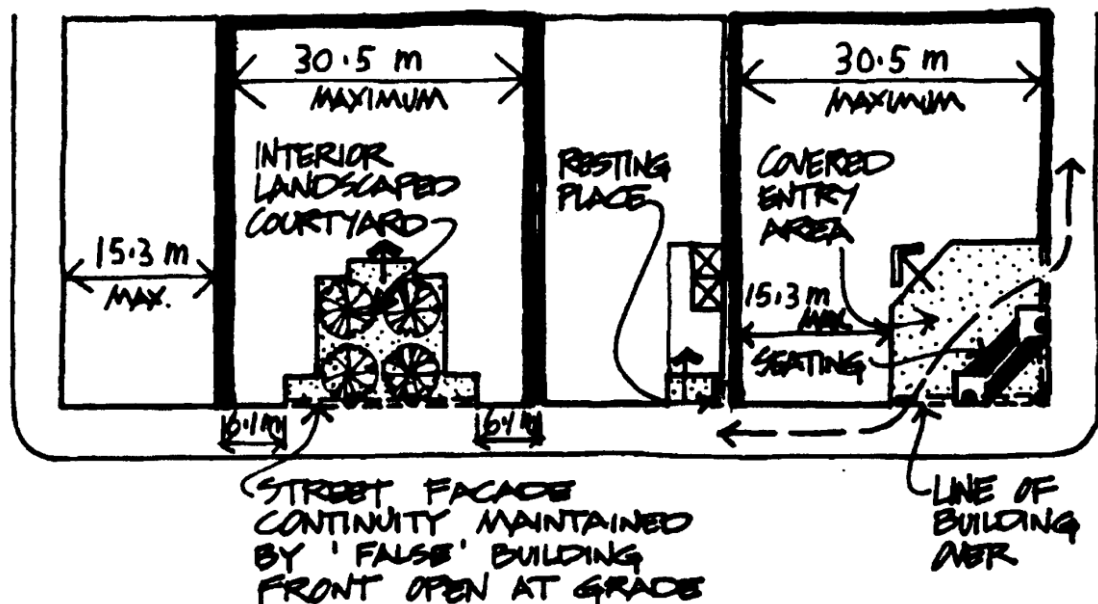 30.5 m
MAXIMUM
30.5 m
MAXIMUM
INTERIOR
LANDSCAPED
COURTYARD
RESTING
PLACE
COVERED
ENTRY
AREA
15.3 m
MAX.
15.3 m
MAX.
SEATING
6.1 m
6.1 m
STREET FACADE
CONTINUITY MAINTAINED
BY 'FALSE' BUILDING
FRONT OPEN AT GRADE
LINE OF
BUILDING
OVER